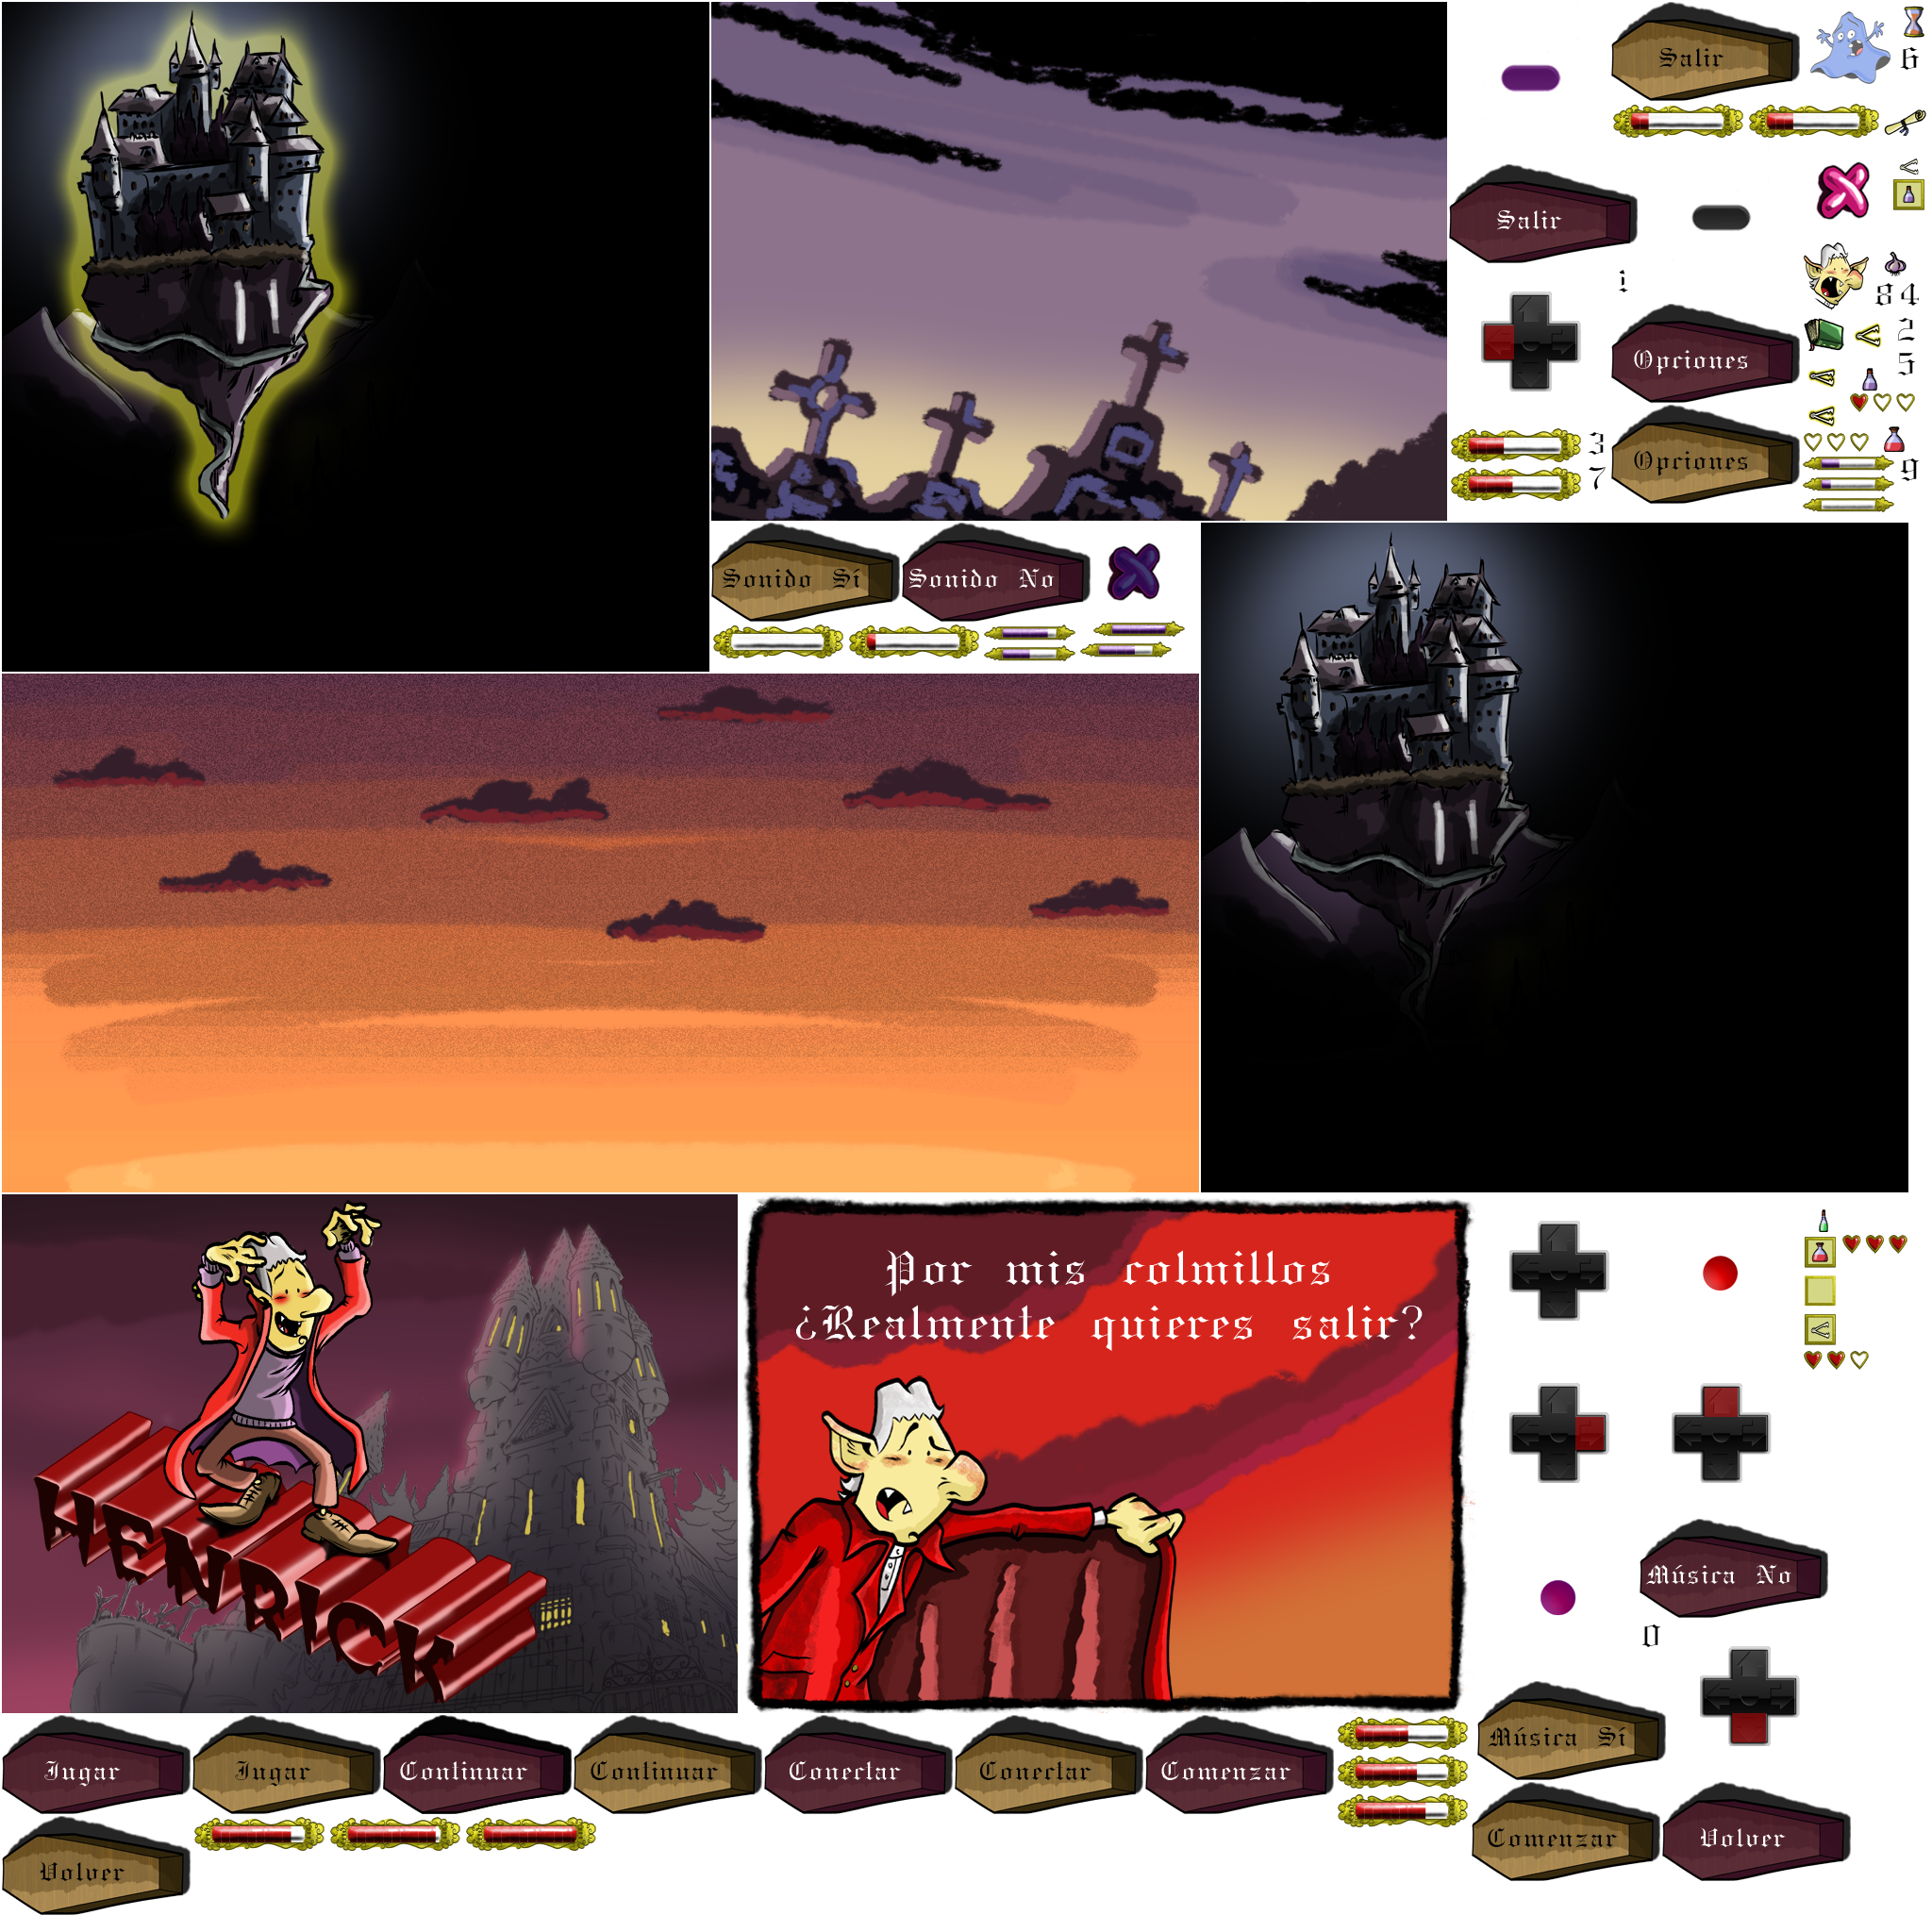 Salir
6
Salir
1
8 4
2
Opciones
5
3
Opciones
7
9
Sonido Sí
Sonido No
Por mis colmillos
¿Realmente quieres salir?
HENRICK
Música No
0
Música Sí
Jugar
Jugar
Continuar
Continuar
Conectar
Conectar
Comenzar
Comenzar
Volver
Volver